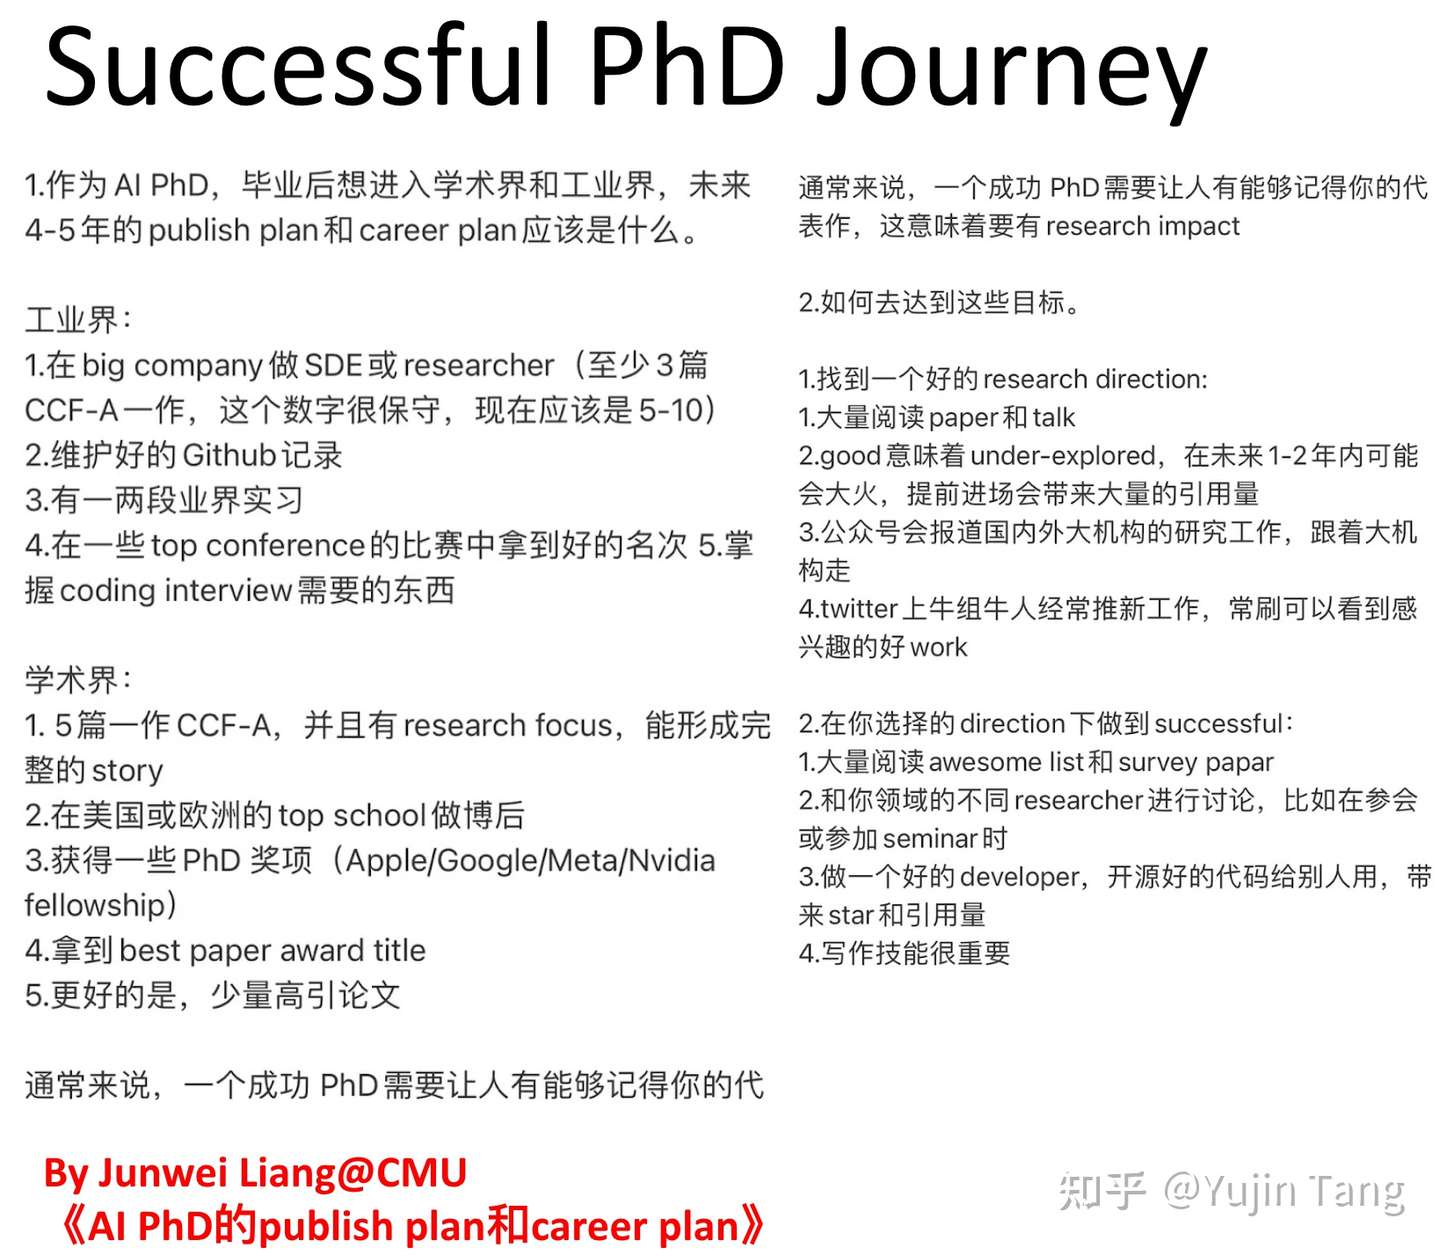 Successful PhD Journey
1.作为AI PhD，毕业后想进入学术界和工业界，未来
4-5年的publish plan和career plan应该是什么。
工业界：
1.在big company做SDE或researcher（至少3篇
CCF-A一作，这个数字很保守，现在应该是5-10）
2.维护好的Github记录
3.有一两段业界实习
4.在一些top conference的比赛中拿到好的名次 5.掌
握coding interview需要的东西
学术界：
1. 5篇一作CCF-A，并且有research focus，能形成完
整的story
2.在美国或欧洲的top school做博后
3.获得一些PhD 奖项（Apple/Google/Meta/Nvidia
fellowship）
4.拿到best paper award title
5.更好的是，少量高引论文
通常来说，一个成功 PhD需要让人有能够记得你的代
通常来说，一个成功 PhD需要让人有能够记得你的代
表作，这意味着要有research impact
2.如何去达到这些目标。
1.找到一个好的research direction:
1.大量阅读paper和talk
2.good意味着under-explored，在未来1-2年内可能
会大火，提前进场会带来大量的引用量
3.公众号会报道国内外大机构的研究工作，跟着大机
构走
4.twitter上牛组牛人经常推新工作，常刷可以看到感
兴趣的好work
2.在你选择的direction下做到successful：
1.大量阅读awesome list和survey papar
2.和你领域的不同researcher进行讨论，比如在参会
或参加seminar时
3.做一个好的developer，开源好的代码给别人用，带
来star和引用量
4.写作技能很重要
By Junwei Liang@CMU
《AI PhD的publish plan和career plan》
知乎 @Yujin Tang